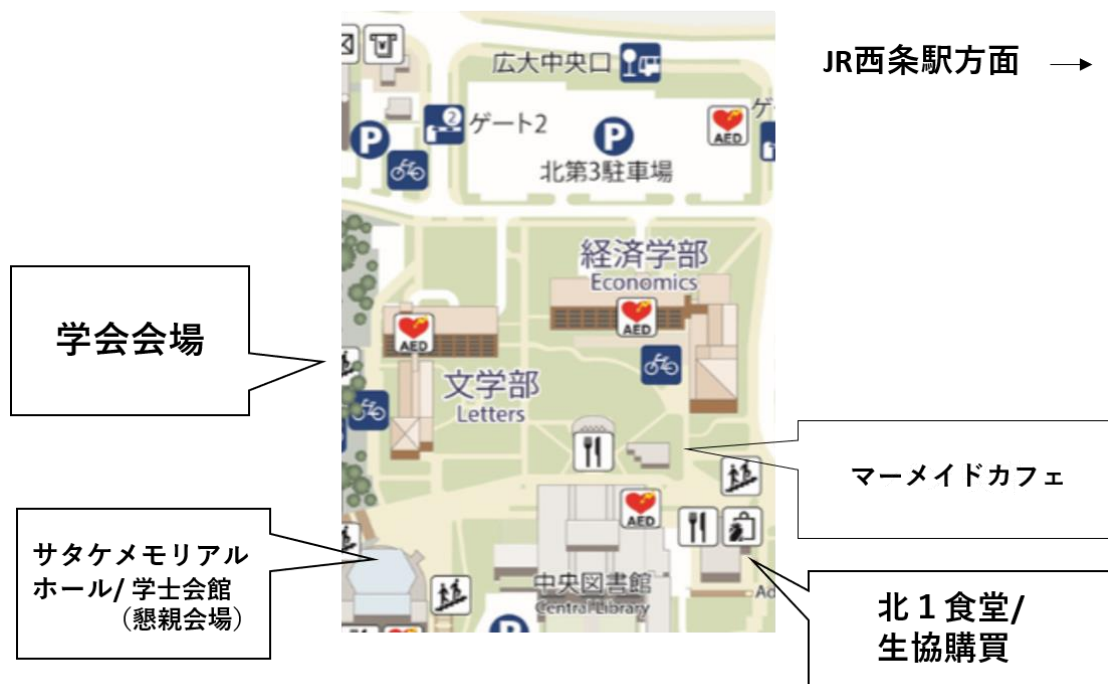 広大中央口
JR西条駅方面 →
2
ゲート2
P
P
AED
ゲ
北第3駐車場
経済学部
Economics
AED
AED
学会会場
文学部
Letters
マーメイドカフェ
AED
サタケメモリアル
ホール/ 学士会館
（懇親会場）
中央図書館
Central Library
Ad
P
北１食堂/
生協購買